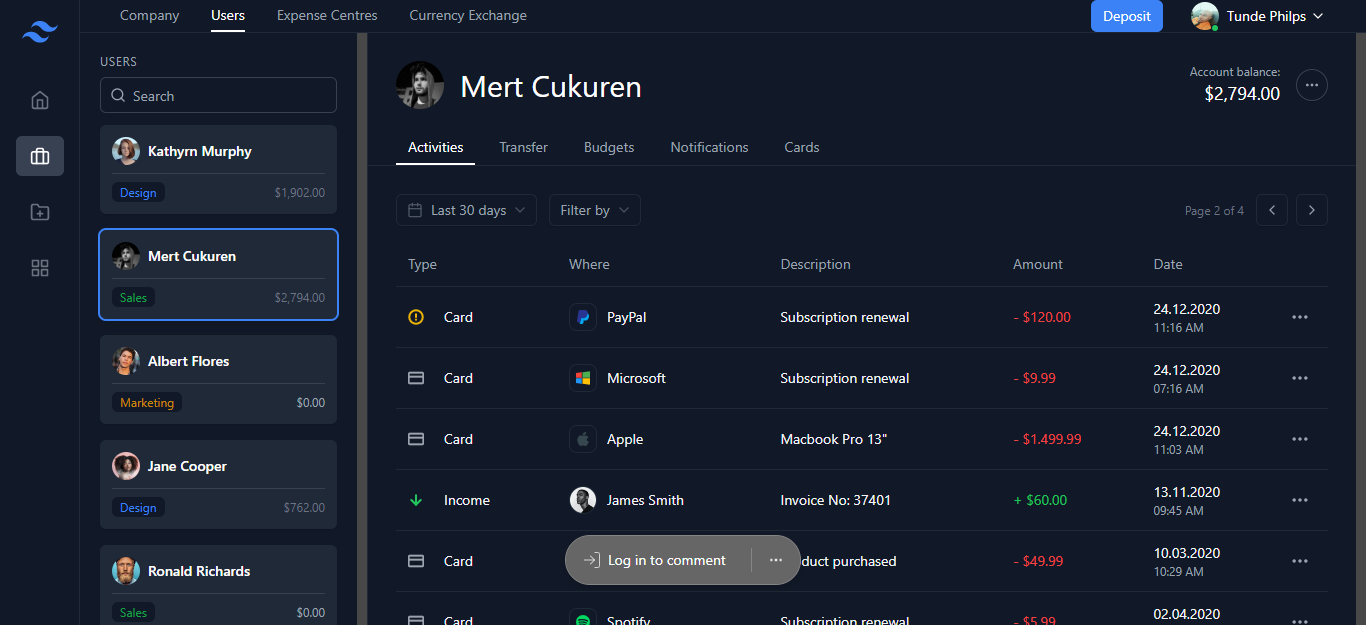 Company Users Expense Centres Currency Exchange Deposit Tunde Philps
USERS
Search
Kathyrn Murphy
Design $1,902.00
Mert Cukuren
Sales $2,794.00
Albert Flores
Marketing $0.00
Jane Cooper
Design $762.00
Ronald Richards
Sales $0.00
Mert Cukuren
Account balance:
$2,794.00
Activities Transfer Budgets Notifications Cards
Last 30 days Filter by Page 2 of 4
Type Where Description Amount Date
Card PayPal Subscription renewal - $120.00 24.12.2020
11:16 AM
Card Microsoft Subscription renewal - $9.99 24.12.2020
07:16 AM
Card Apple Macbook Pro 13" - $1.499.99 24.12.2020
11:03 AM
Income James Smith Invoice No: 37401 + $60.00 13.11.2020
09:45 AM
Card Log in to comment duct purchased - $49.99 10.03.2020
10:29 AM
Card Spotify Subscription renewal - $5.99 02.04.2020